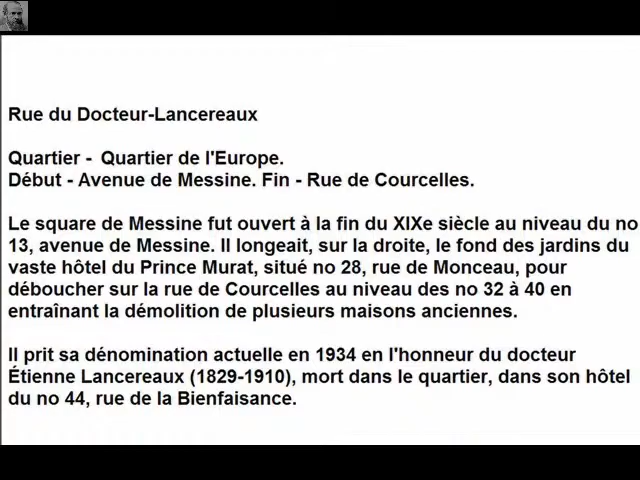 Rue du Docteur-Lancereaux
Quartier - Quartier de l'Europe.
Début - Avenue de Messine. Fin - Rue de Courcelles.
Le square de Messine fut ouvert à la fin du XIXe siècle au niveau du no
13, avenue de Messine. Il longeait, sur la droite, le fond des jardins du
vaste hôtel du Prince Murat, situé no 28, rue de Monceau, pour
déboucher sur la rue de Courcelles au niveau des no 32 à 40 en
entraînant la démolition de plusieurs maisons anciennes.
Il prit sa dénomination actuelle en 1934 en l'honneur du docteur
Étienne Lancereaux (1829-1910), mort dans le quartier, dans son hôtel
du no 44, rue de la Bienfaisance.